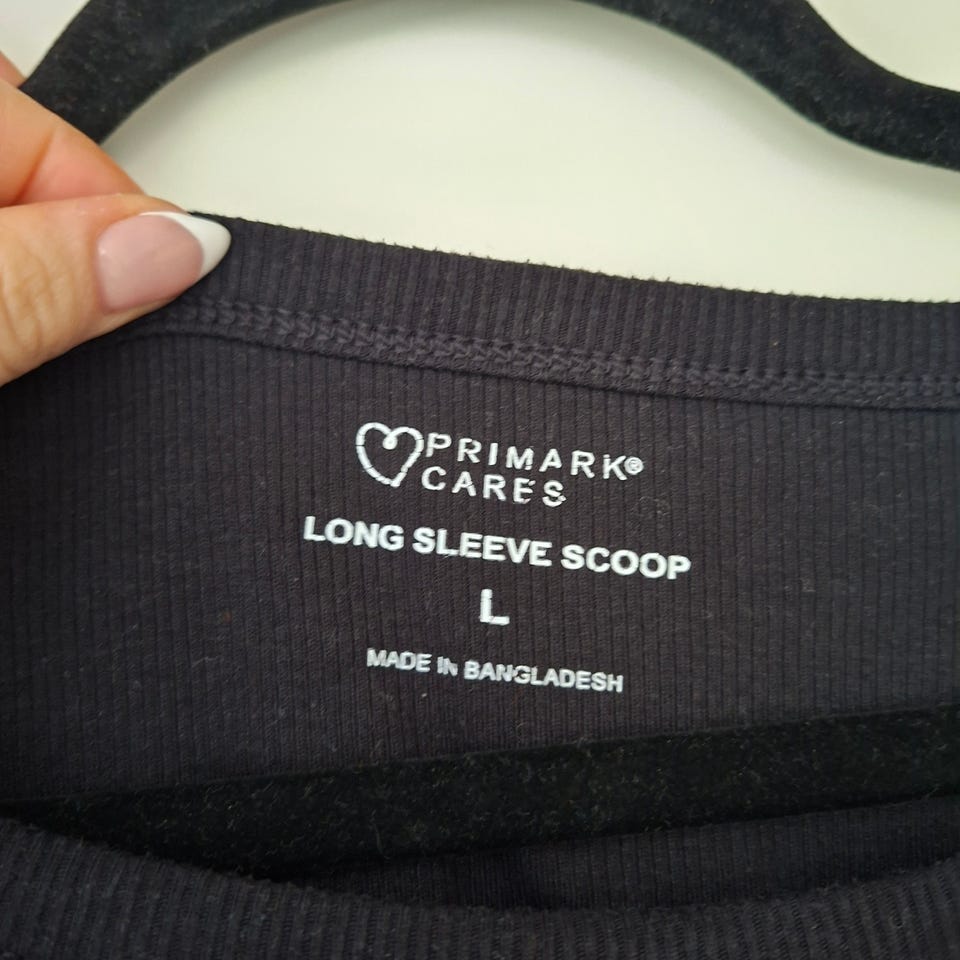 PRIMARK®
CARES
LONG SLEEVE SCOOP
L
MADE IN BANGLADESH